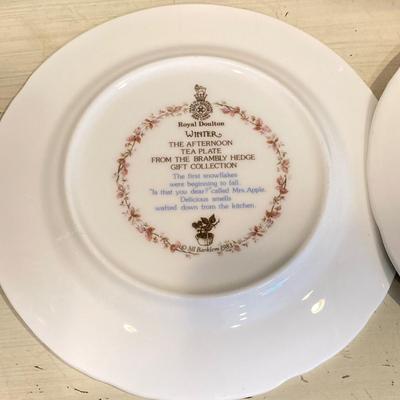 Royal Doulton
WINTER
THE AFTERNOON
TEA PLATE
FROM THE BRAMBLY HEDGE
GIFT COLLECTION
The first snowflakes
were beginning to fall.
"Is that you dear?" called Mrs. Apple.
Delicious smells
wafted down from the kitchen.
© Jill Barklem 1983